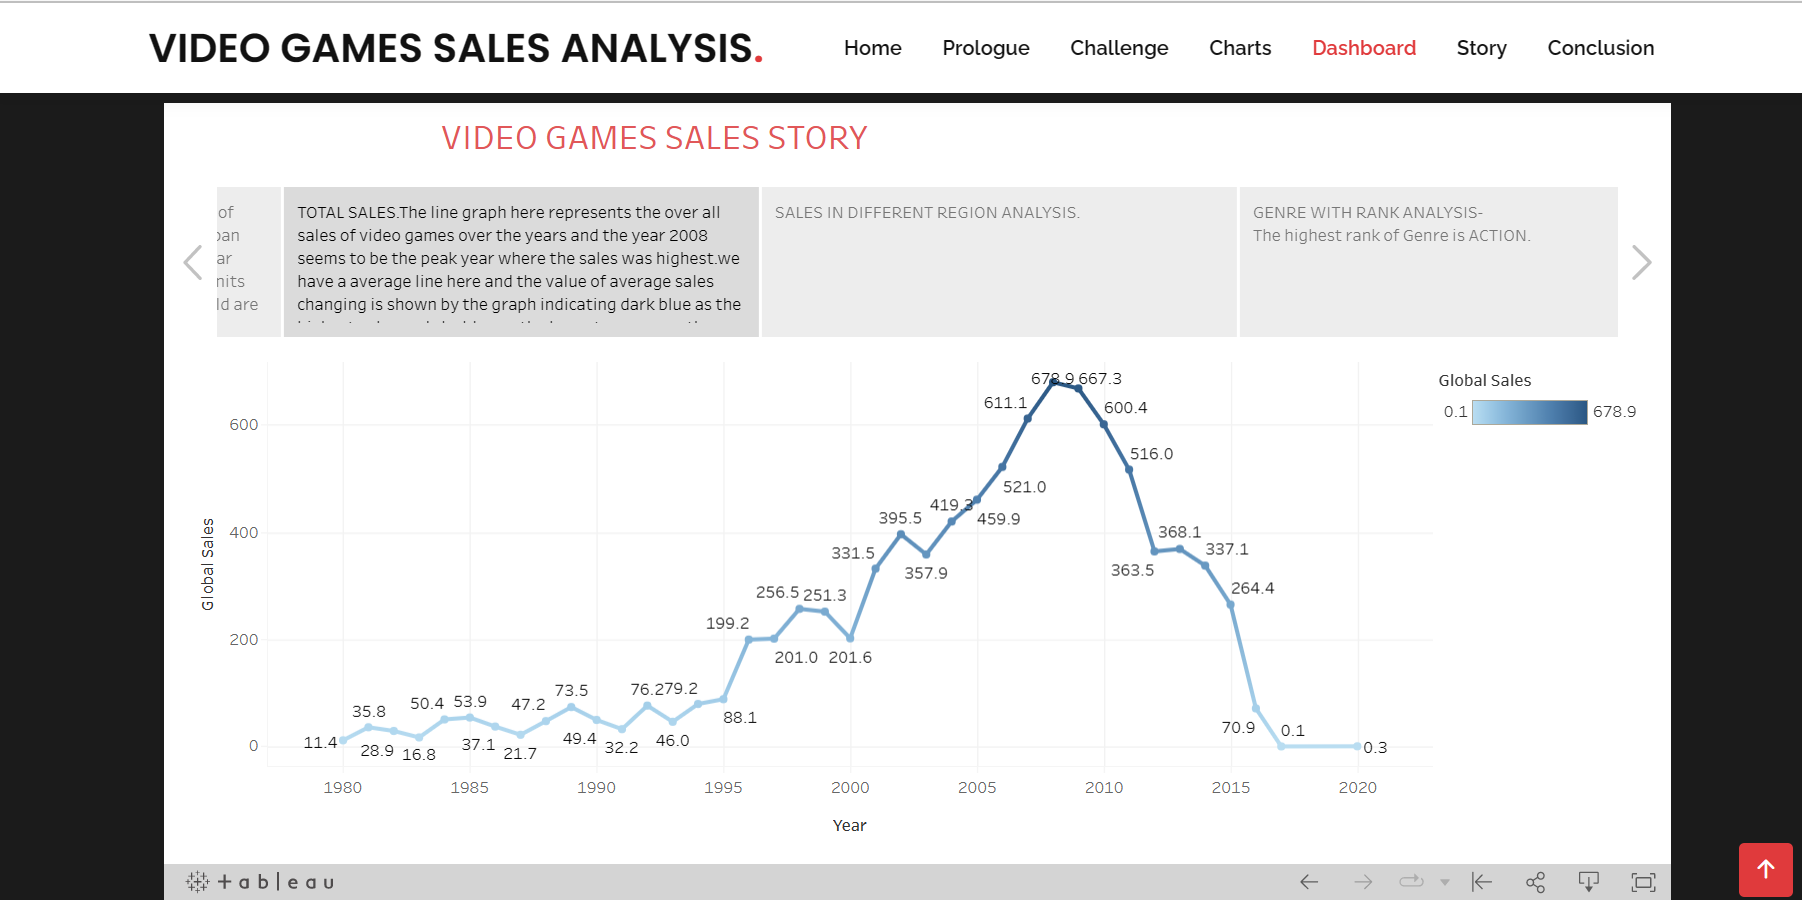 VIDEO GAMES SALES ANALYSIS.
Home Prologue Challenge Charts Dashboard Story Conclusion
VIDEO GAMES SALES STORY
of
ar
are
TOTAL SALES.The line graph here represents the over all
sales of video games over the years and the year 2008
seems to be the peak year where the sales was highest.we
have a average line here and the value of average sales
changing is shown by the graph indicating dark blue as the
SALES IN DIFFERENT REGION ANALYSIS.
GENRE WITH RANK ANALYSIS-
The highest rank of Genre is ACTION.
Global Sales
0.1 678.9
Global Sales
600
400
200
0
11.4
35.8
28.9
16.8
50.4
53.9
37.1
21.7
47.2
73.5
49.4
32.2
76.2
46.0
79.2
88.1
199.2
201.0
256.5
251.3
201.6
331.5
395.5
357.9
419.3
459.9
521.0
611.1
678.9
667.3
600.4
516.0
363.5
368.1
337.1
264.4
70.9
0.1
0.3
1980 1985 1990 1995 2000 2005 2010 2015 2020
Year
+ableau